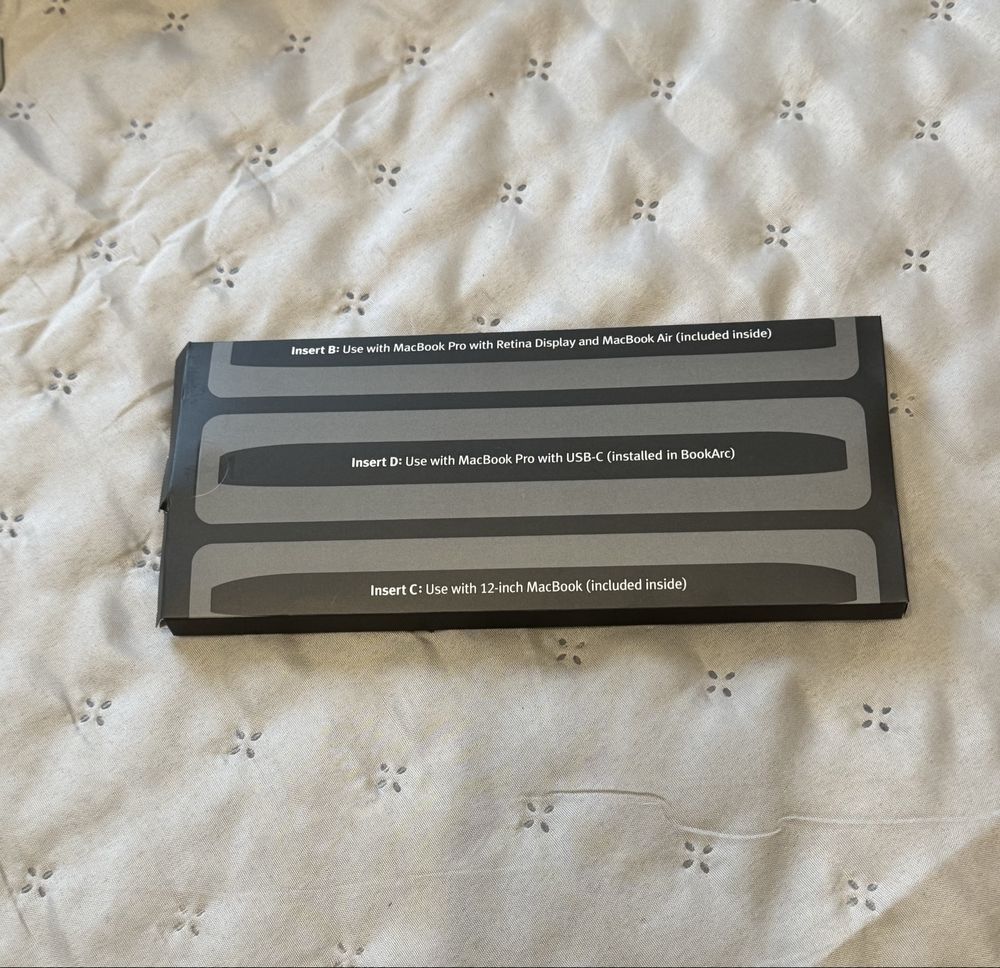 Insert B: Use with MacBook Pro with Retina Display and MacBook Air (included inside)
Insert D: Use with MacBook Pro with USB-C (installed in BookArc)
Insert C: Use with 12-inch MacBook (included inside)